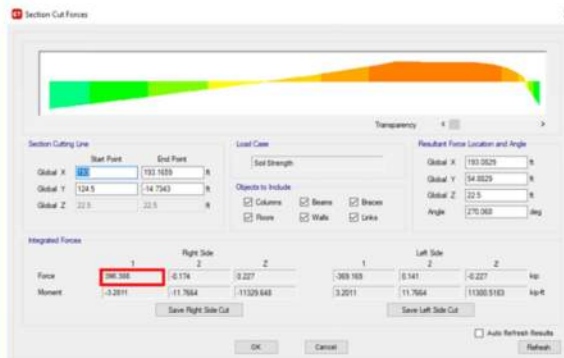 Section Cut Forces
Transparency
Section Cutting Line
Start Point End Point
Global X 193 193.1689 ft
Global Y 124.5 -14.7343 ft
Global Z 22.5 22.5 ft
Load Case
Soil Strength
Objects to Include
Columns Beams Braces
Floors Walls Links
Resultant Force Location and Angle
Global X 193.0829 ft
Global Y 54.8829 ft
Global Z 22.5 ft
Angle 270.060 deg
Integrated Forces
Right Side Left Side
1 2 Z 1 2 Z
Force -0.174 0.227 -369.169 0.141 -0.227 kip
Moment -3.2011 -11.7664 -11329.648 3.2011 11.7664 11300.5183 kip-ft
Save Right Side Cut Save Left Side Cut
Auto Refresh Results
OK Cancel Refresh